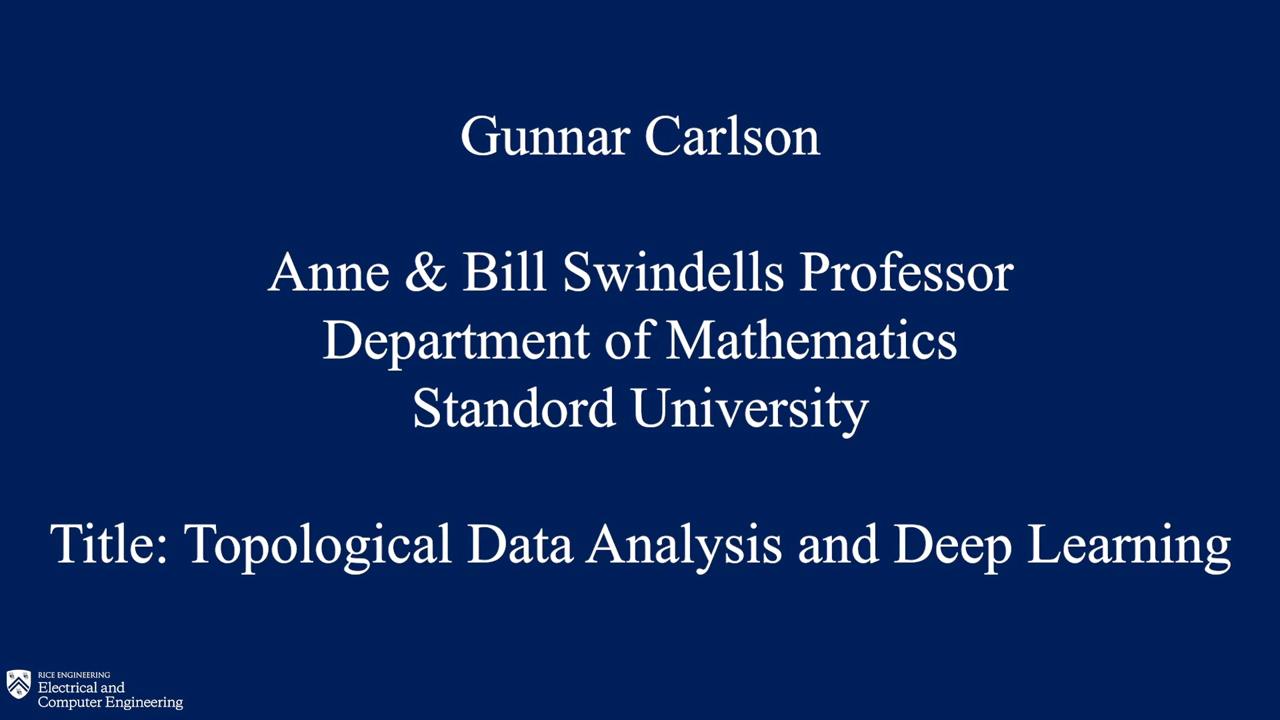 Gunnar Carlson
Anne & Bill Swindells Professor
Department of Mathematics
Standord University
Title: Topological Data Analysis and Deep Learning
RICE ENGINEERING
Electrical and
Computer Engineering